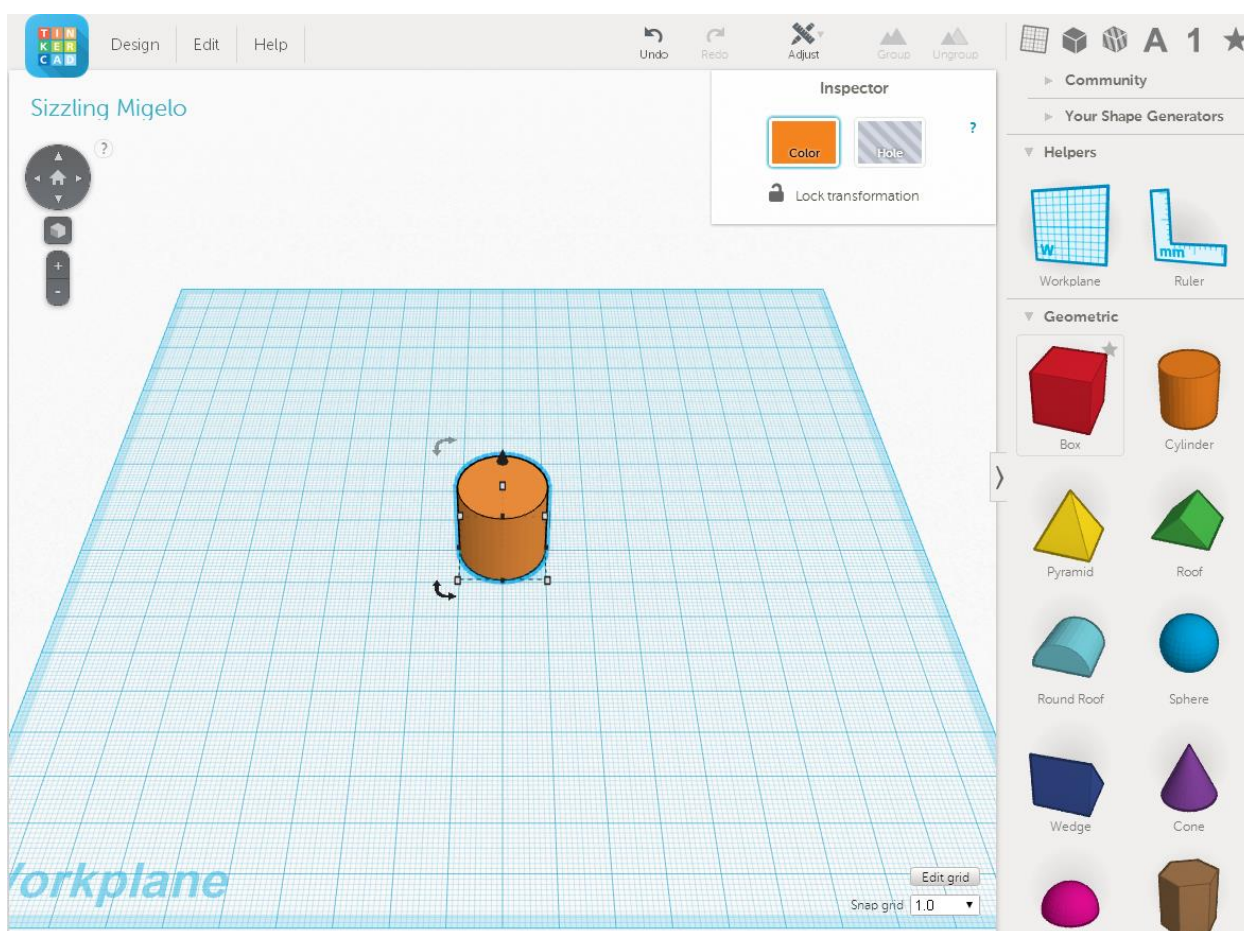 TIN
KER
CAD
Design
Edit
Help
Undo
Redo
Adjust
Group
Ungroup
A
1
Sizzling Migelo
?
+
-
Inspector
Color
Hole
?
Lock transformation
Community
Your Shape Generators
Helpers
W
Workplane
mm
Ruler
Geometric
Box
Cylinder
Pyramid
Roof
Round Roof
Sphere
Wedge
Cone
orkplane
Edit grid
Snap grid 1.0